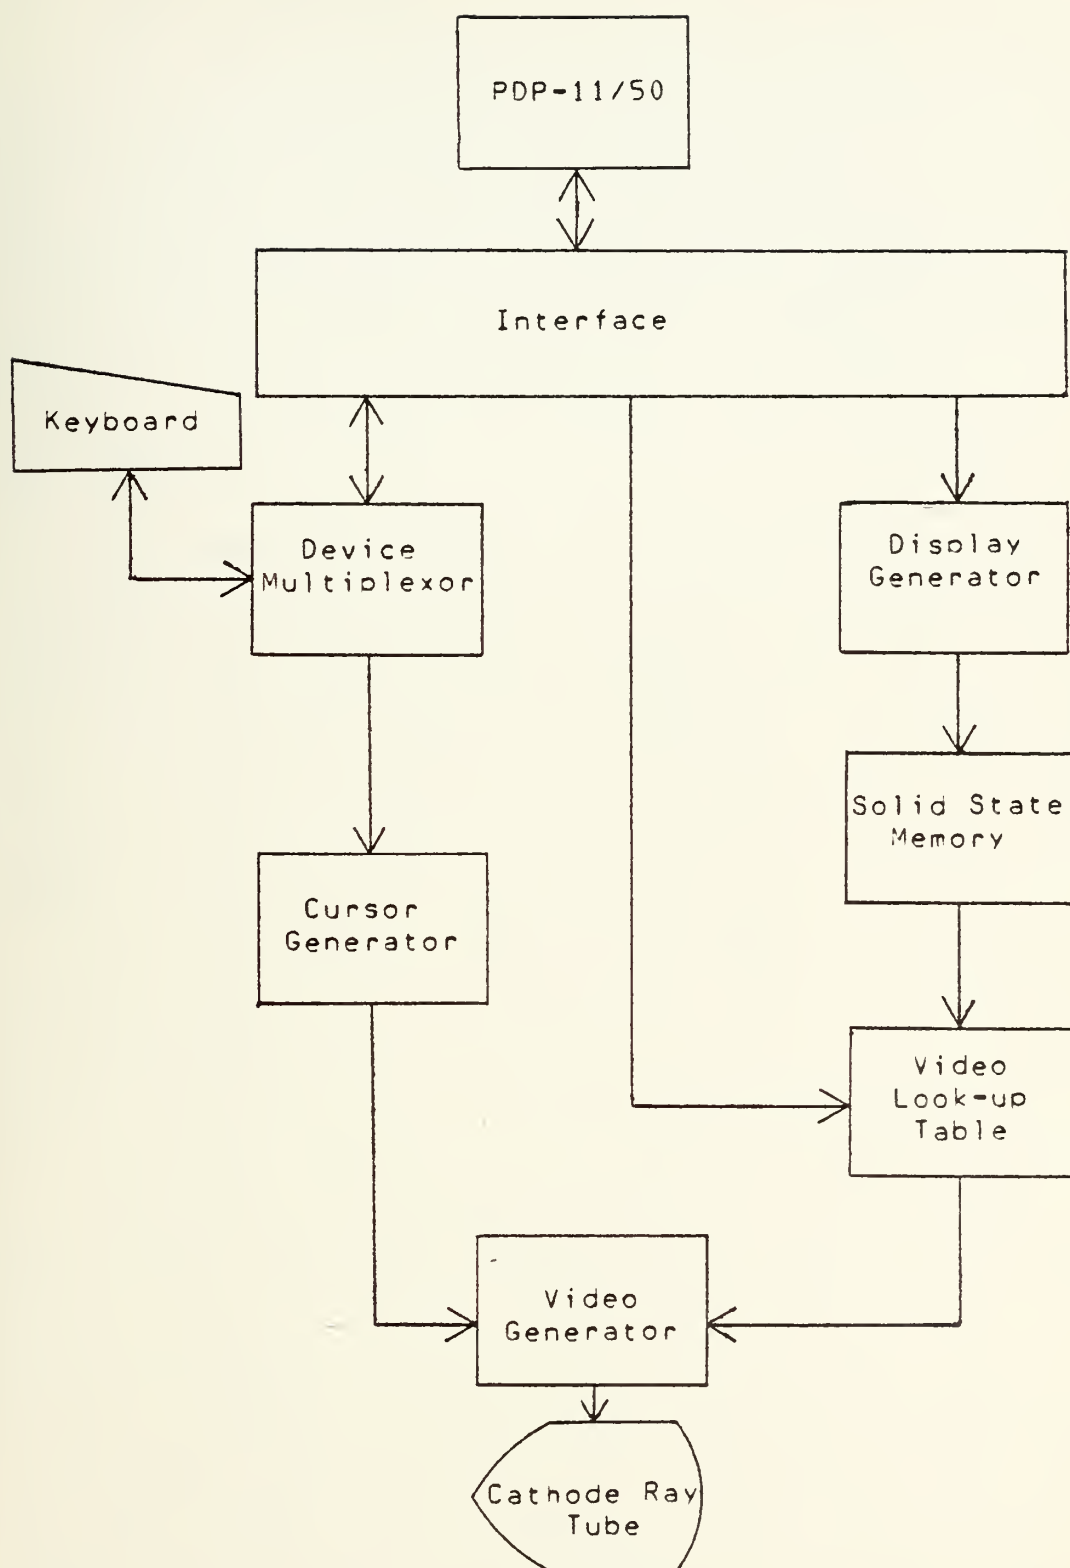 PDP-11/50
Interface
Keyboard
Device
Multiplexor
Display
Generator
Solid State
Memory
Cursor
Generator
Video
Look-up
Table
Video
Generator
Cathode Ray
Tube